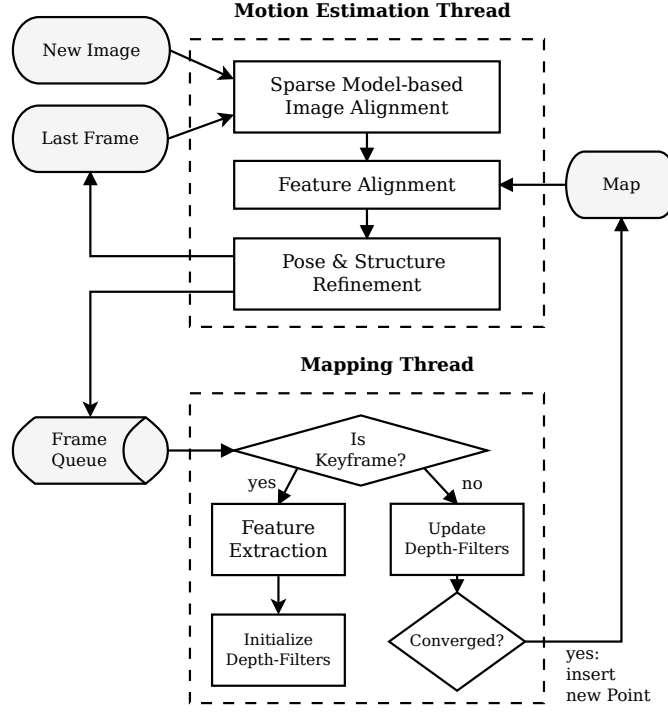 Motion Estimation Thread
New Image
Sparse Model-based
Image Alignment
Last Frame
Feature Alignment
Map
Pose & Structure
Refinement
Mapping Thread
Frame
Queue
Is
Keyframe?
yes
no
Feature
Extraction
Update
Depth-Filters
Initialize
Depth-Filters
Converged?
yes:
insert
new Point